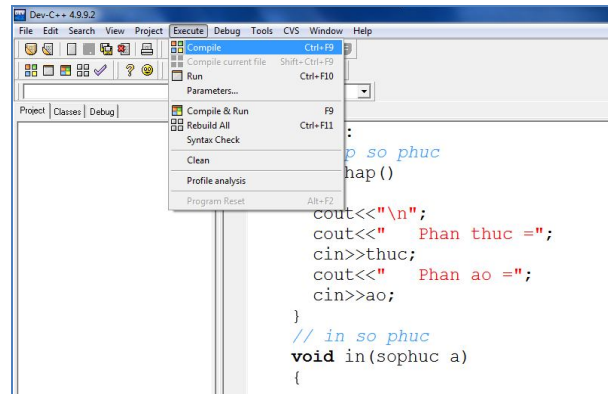 Dev-C++ 4.9.9.2
File Edit Search View Project Execute Debug Tools CVS Window Help
Compile Ctrl+F9
Compile current file Shift+Ctrl+F9
Run Ctrl+F10
Parameters...
Compile & Run F9
Rebuild All Ctrl+F11
Syntax Check
Clean
Profile analysis
Program Reset Alt+F2
Project Classes Debug
:
p so phuc
hap()
cout<<"\n";
cout<<"   Phan thuc =";
cin>>thuc;
cout<<"   Phan ao =";
cin>>ao;
}
// in so phuc
void in(sophuc a)
{